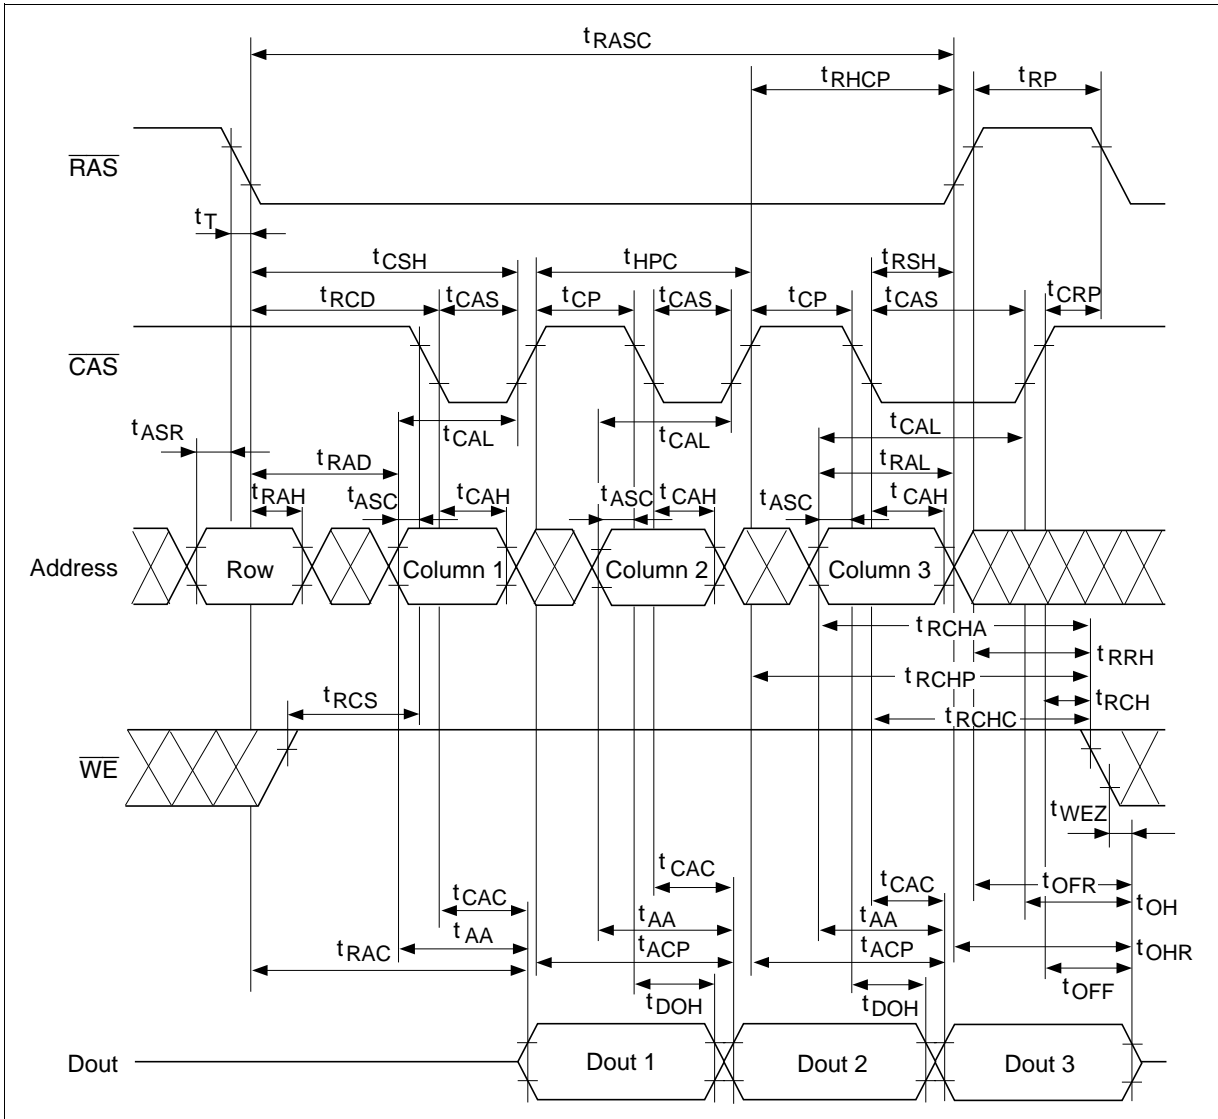 tRASC
tRHCP tRP
RAS
tT
tCSH tHPC tRSH
tRCD tCAS tCP tCAS tCP tCAS tCRP
CAS
tASR tCAL tCAL tCAL
tRAD tRAL
tRAH tASC tCAH tASC tCAH tASC tCAH
Address Row Column 1 Column 2 Column 3
tRCHA
tRRH
tRCHP
tRCS tRCH
tRCHC
WE
tWEZ
tCAC tOFR
tCAC tCAC tOH
tAA tAA tAA
tRAC tACP tACP tOHR
tDOH tDOH tOFF
Dout Dout 1 Dout 2 Dout 3